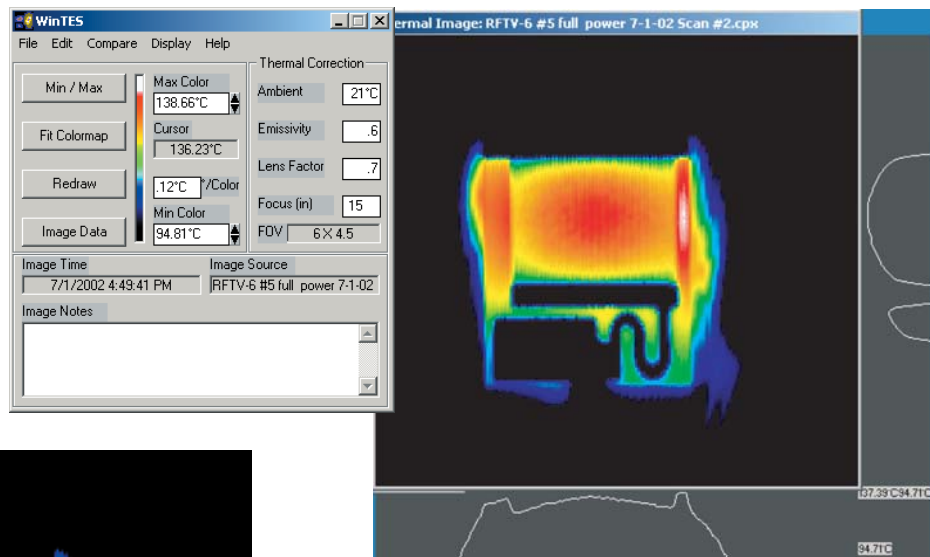 WinTES
File Edit Compare Display Help
Min / Max
Fit Colormap
Redraw
Image Data
Max Color
138.66°C
Cursor
136.23°C
.12°C °/Color
Min Color
94.81°C
Thermal Correction
Ambient 21°C
Emissivity .6
Lens Factor .7
Focus (in) 15
FOV 6 X 4.5
Image Time
7/1/2002 4:49:41 PM
Image Source
RFTV-6 #5 full power 7-1-02
Image Notes
ermal Image: RFTV-6 #5 full power 7-1-02 Scan #2.cpx
94.71C
94.71C